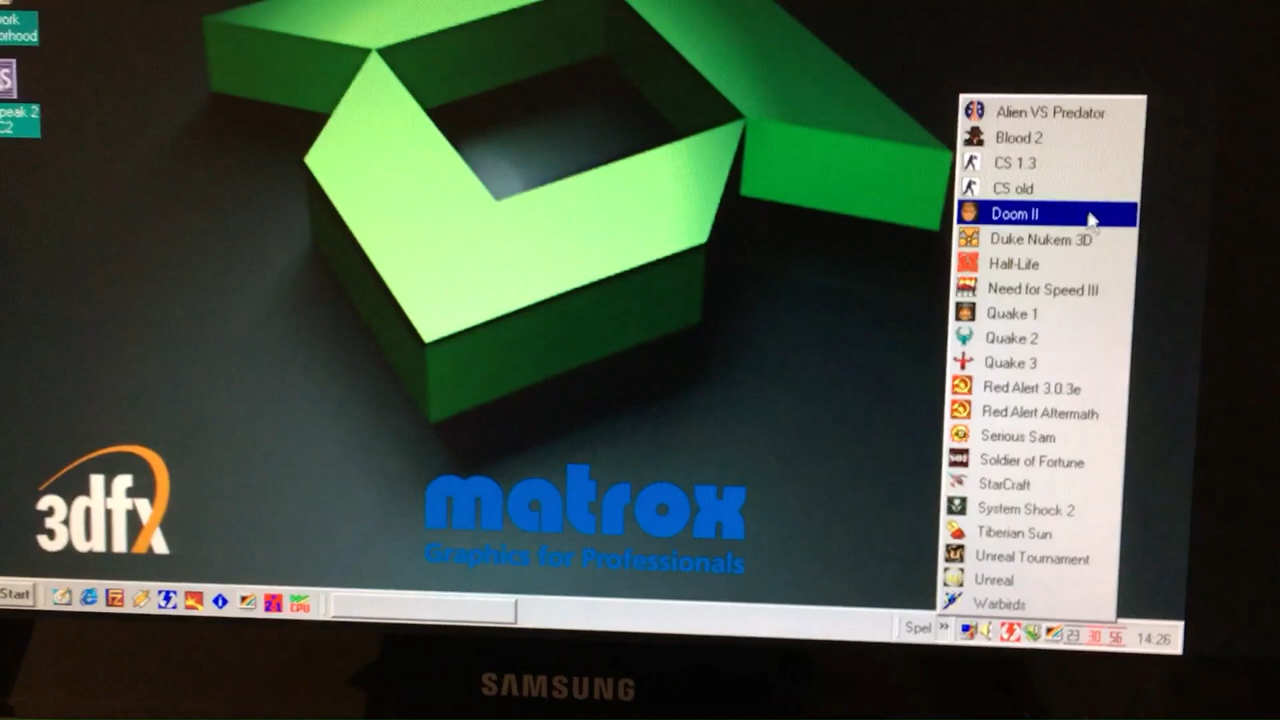 ork
orhood
S
peak 2
C2
Alien VS Predator
Blood 2
CS 1.3
CS old
Doom II
Duke Nukem 3D
Half-Life
Need for Speed III
Quake 1
Quake 2
Quake 3
Red Alert 3.0.3e
Red Alert Aftermath
Serious Sam
Soldier of Fortune
StarCraft
System Shock 2
Tiberian Sun
Unreal Tournament
Unreal
Warbirds
3dfx
matrox
Graphics for Professionals
Start
CPU
Spel »
23 30 56 14:26
SAMSUNG